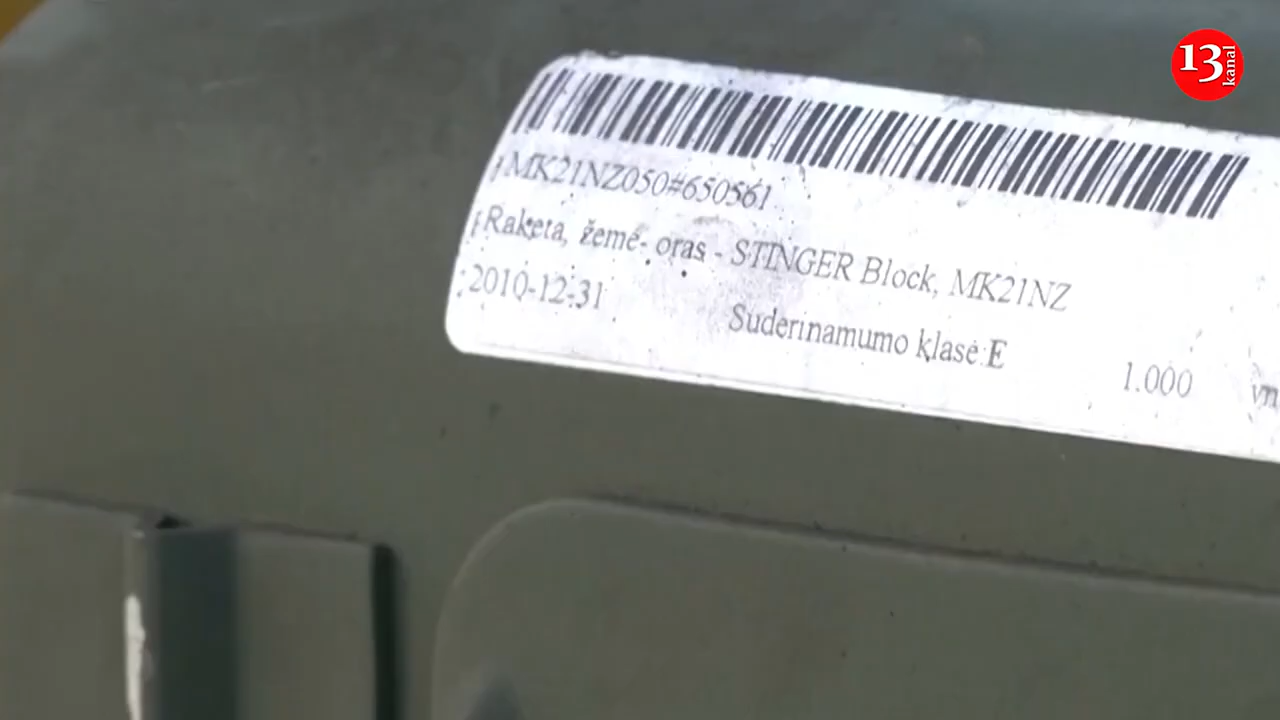 13 kanal
MK21NZ050#650561
Raketa, žemė- oras - STINGER Block, MK21NZ
2010-12-31
Suderinamumo klasė E
1.000